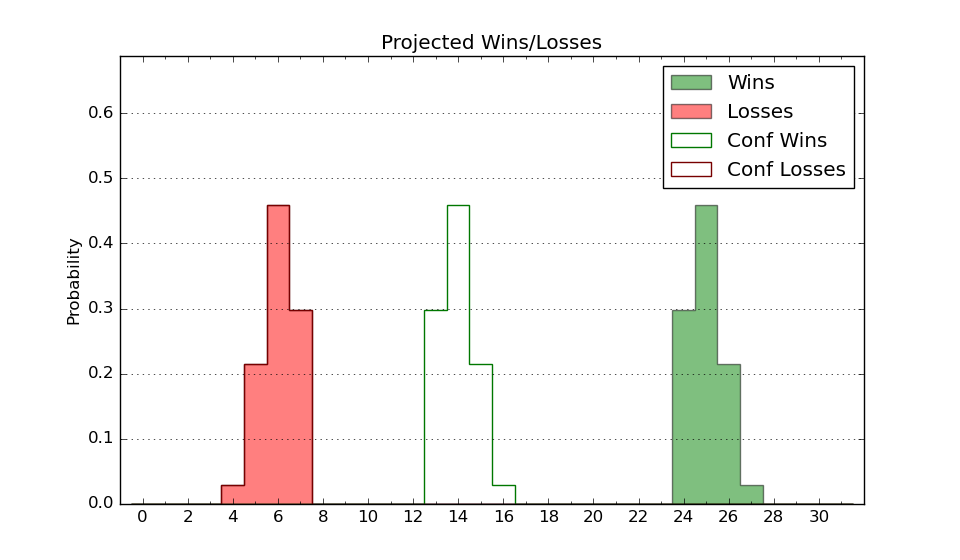 Projected Wins/Losses
Wins
Losses
Conf Wins
Conf Losses
Probability
0.6
0.5
0.4
0.3
0.2
0.1
0.0
0 2 4 6 8 10 12 14 16 18 20 22 24 26 28 30